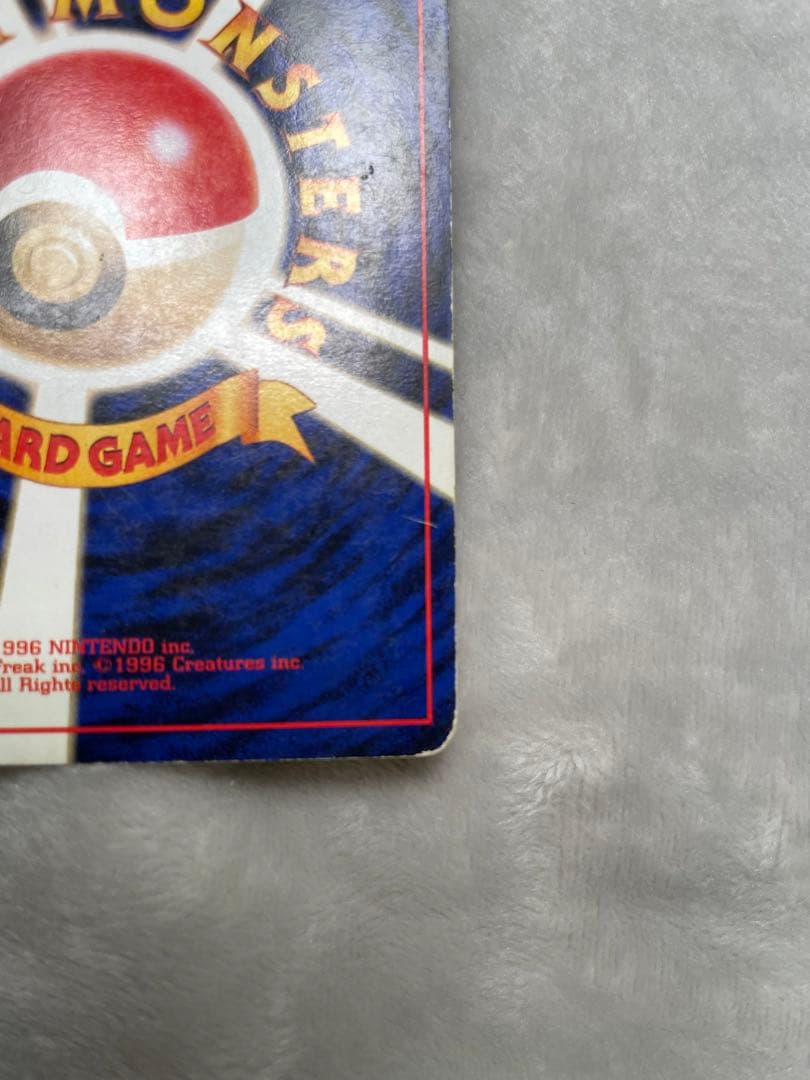 MONSTERS
ARD GAME
996 NINTENDO inc.
Freak inc. ©1996 Creatures inc.
ll Rights reserved.